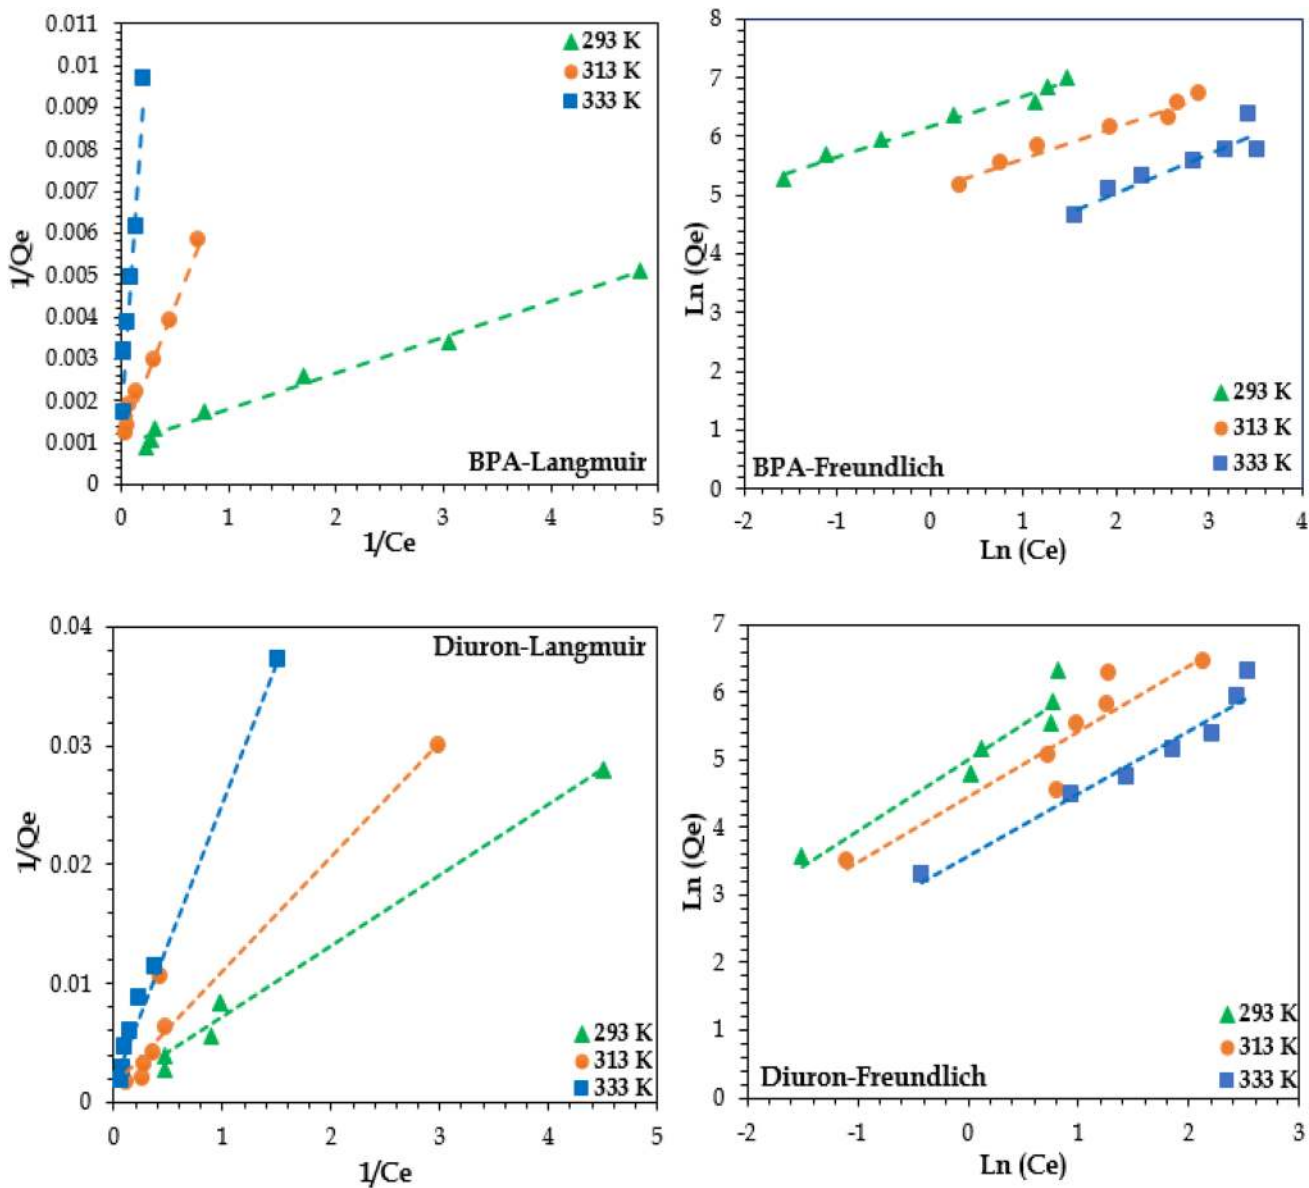 0.011
0.01
0.009
0.008
0.007
0.006
0.005
0.004
0.003
0.002
0.001
0
1/Qe
293 K
313 K
333 K
BPA-Langmuir
0 1 2 3 4 5
1/Ce
8
7
6
5
4
3
2
1
0
Ln (Qe)
293 K
313 K
333 K
BPA-Freundlich
-2 -1 0 1 2 3 4
Ln (Ce)
0.04
0.03
0.02
0.01
0
1/Qe
Diuron-Langmuir
293 K
313 K
333 K
0 1 2 3 4 5
1/Ce
7
6
5
4
3
2
1
0
Ln (Qe)
293 K
313 K
333 K
Diuron-Freundlich
-2 -1 0 1 2 3
Ln (Ce)